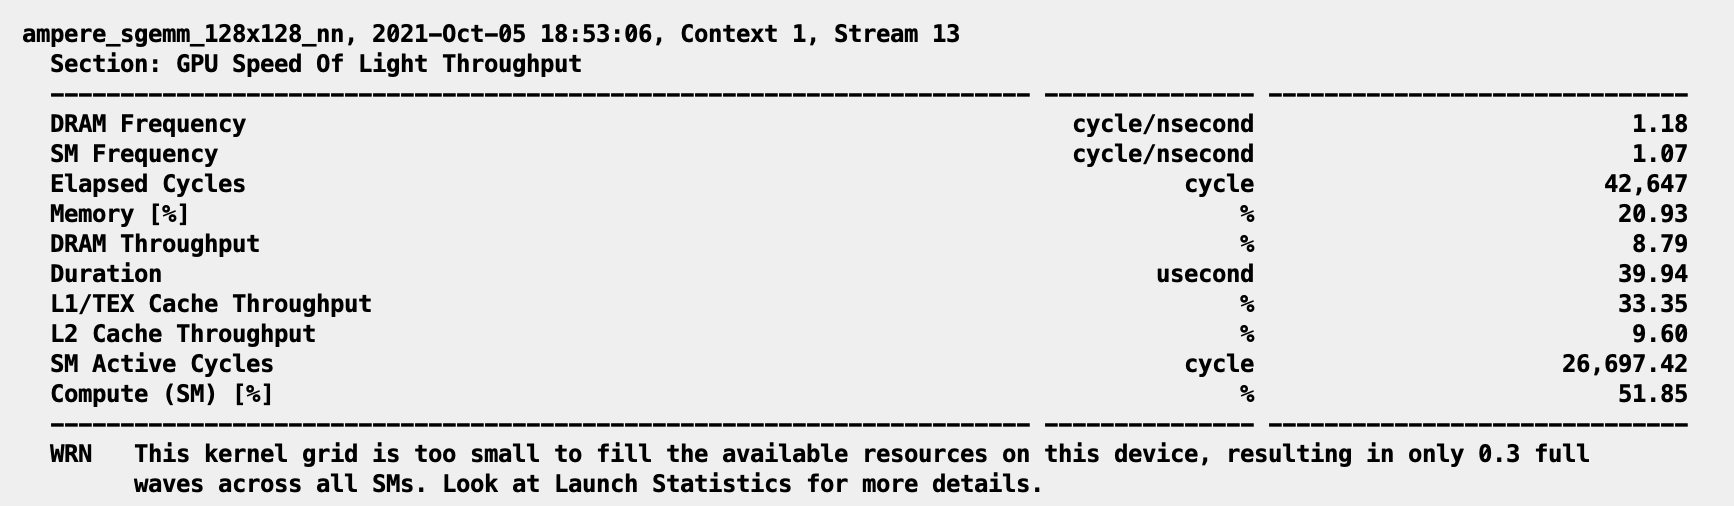 ampere_sgemm_128x128_nn, 2021-Oct-05 18:53:06, Context 1, Stream 13
Section: GPU Speed Of Light Throughput
---------------------------------------------------------------------- --------------- ------------------------------
DRAM Frequency cycle/nsecond 1.18
SM Frequency cycle/nsecond 1.07
Elapsed Cycles cycle 42,647
Memory [%] % 20.93
DRAM Throughput % 8.79
Duration usecond 39.94
L1/TEX Cache Throughput % 33.35
L2 Cache Throughput % 9.60
SM Active Cycles cycle 26,697.42
Compute (SM) [%] % 51.85
---------------------------------------------------------------------- --------------- ------------------------------
WRN This kernel grid is too small to fill the available resources on this device, resulting in only 0.3 full
waves across all SMs. Look at Launch Statistics for more details.